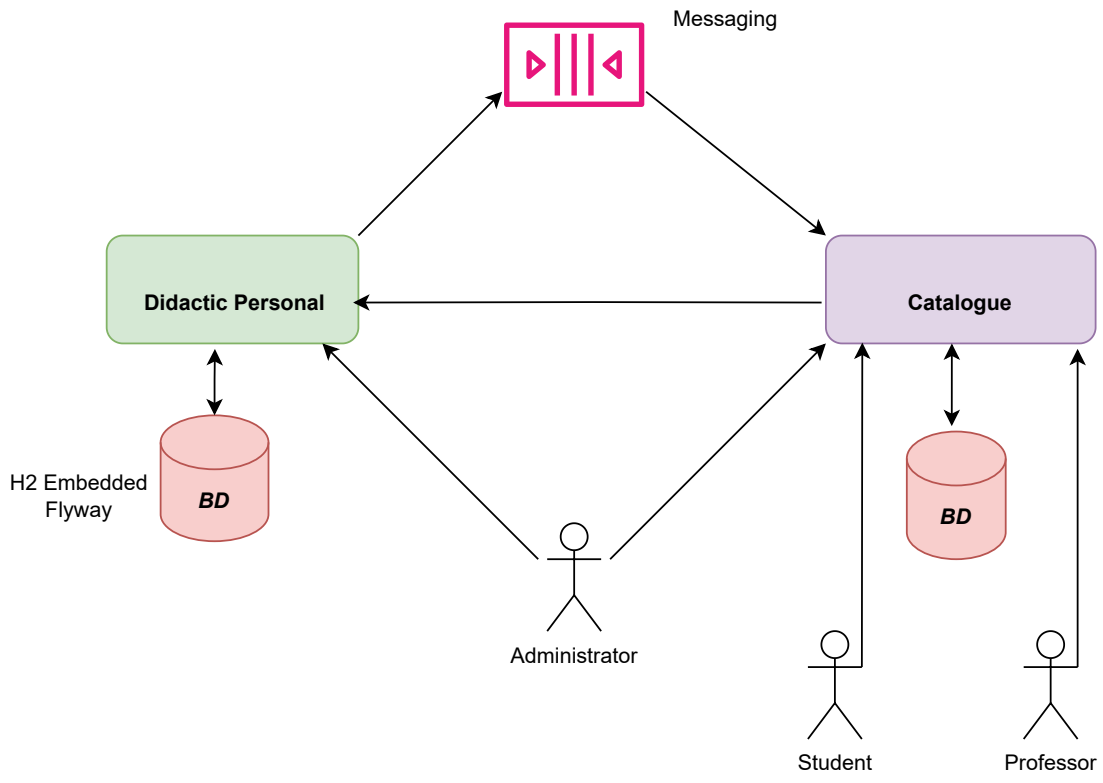 Messaging
Didactic Personal
Catalogue
H2 Embedded
Flyway
BD
BD
Administrator
Student
Professor